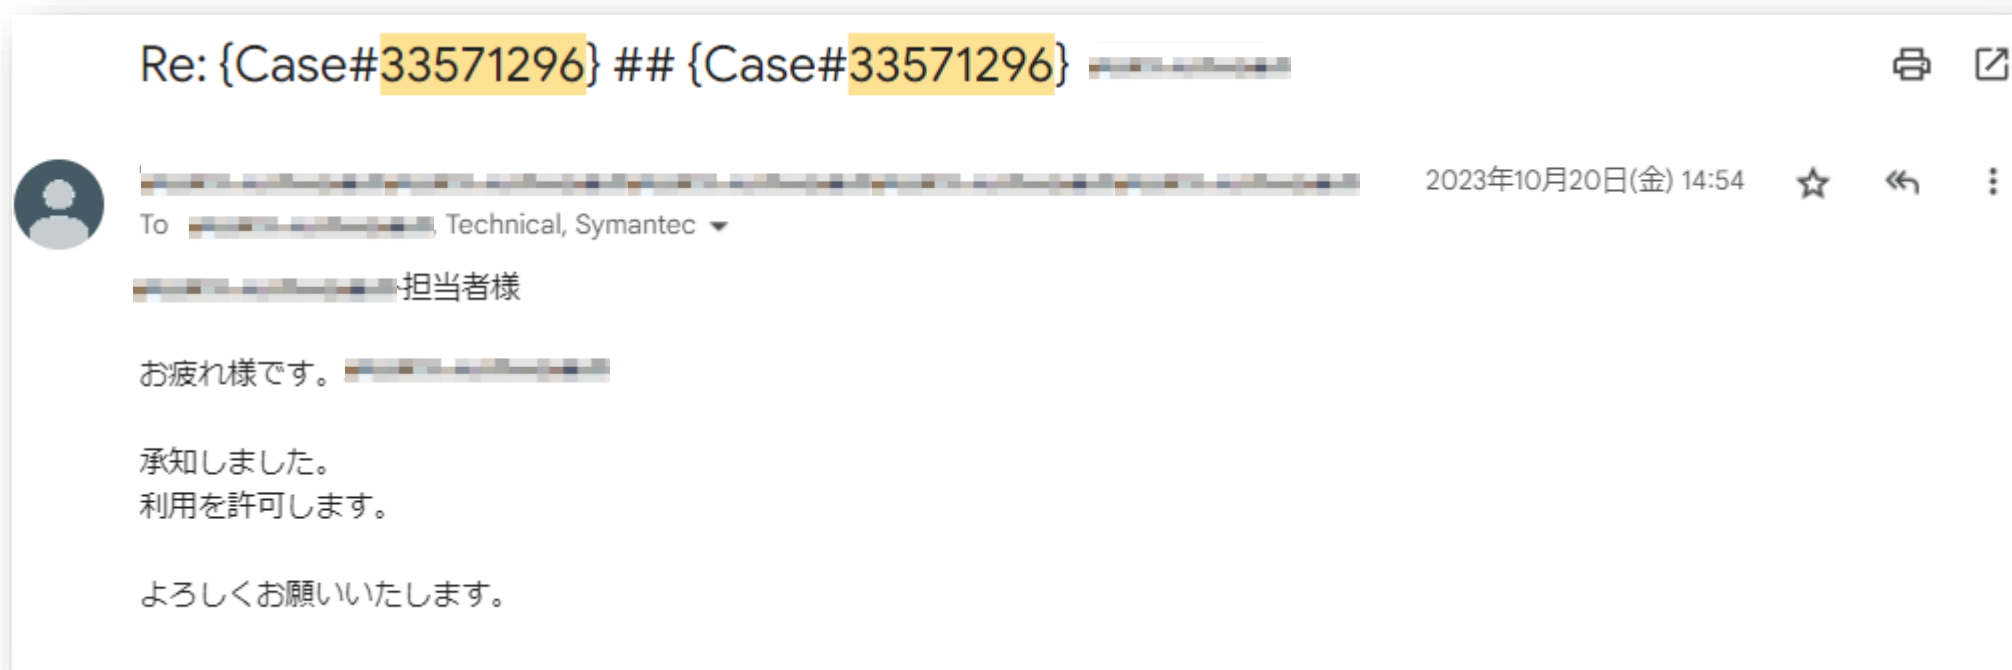 Re: {Case#33571296} ## {Case#33571296}
2023年10月20日(金) 14:54
To , Technical, Symantec
担当者様
お疲れ様です。
承知しました。
利用を許可します。
よろしくお願いいたします。